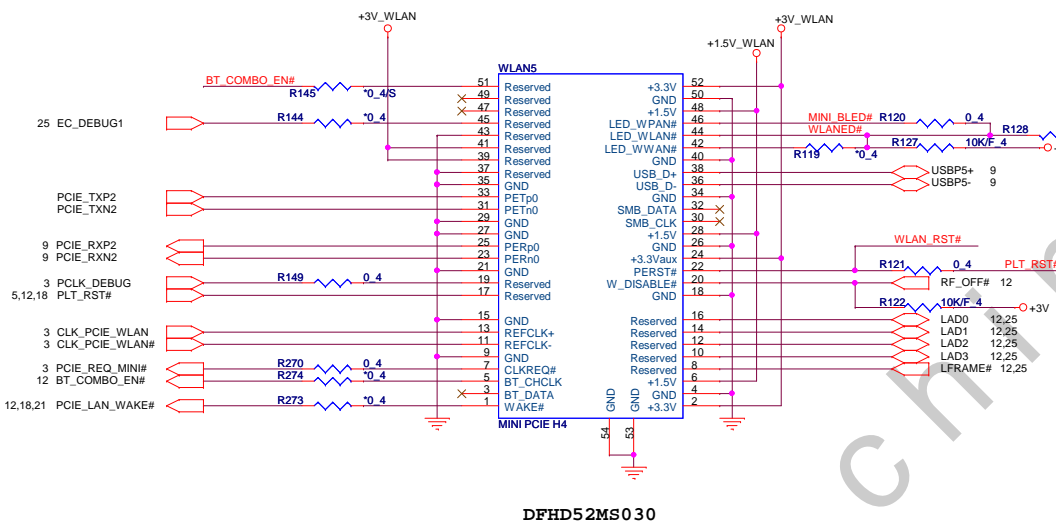 +3V_WLAN
+3V_WLAN
+1.5V_WLAN
WLAN5
BT_COMBO_EN# R145 *0_4/S 51 Reserved +3.3V 52
49 Reserved GND 50
47 Reserved +1.5V 48
25 EC_DEBUG1 R144 *0_4 45 Reserved LED_WPAN# 46 MINI_BLED# R120 0_4
43 Reserved LED_WLAN# 44 WLANED# R128
41 Reserved LED_WWAN# 42 R119 *0_4 R127 10K/F_4
39 Reserved GND 40
37 Reserved USB_D+ 38 USBP5+ 9
35 GND USB_D- 36 USBP5- 9
PCIE_TXP2 33 PETp0 GND 34
PCIE_TXN2 31 PETn0 SMB_DATA 32
29 GND SMB_CLK 30
27 GND +1.5V 28
9 PCIE_RXP2 25 PERp0 GND 26 WLAN_RST#
9 PCIE_RXN2 23 PERn0 +3.3Vaux 24
21 GND PERST# 22 R121 0_4 PLT_RST#
3 PCLK_DEBUG R149 0_4 19 Reserved W_DISABLE# 20 RF_OFF# 12
5,12,18 PLT_RST# 17 Reserved GND 18
R122 10K/F_4 +3V
15 GND Reserved 16 LAD0 12,25
3 CLK_PCIE_WLAN 13 REFCLK+ Reserved 14 LAD1 12,25
3 CLK_PCIE_WLAN# 11 REFCLK- Reserved 12 LAD2 12,25
9 GND Reserved 10 LAD3 12,25
3 PCIE_REQ_MINI# R270 0_4 7 CLKREQ# Reserved 8 LFRAME# 12,25
12 BT_COMBO_EN# R274 *0_4 5 BT_CHCLK +1.5V 6
3 BT_DATA GND 4
12,18,21 PCIE_LAN_WAKE# R273 *0_4 1 WAKE# +3.3V 2
GND GND
MINI PCIE H4
54 53
DFHD52MS030